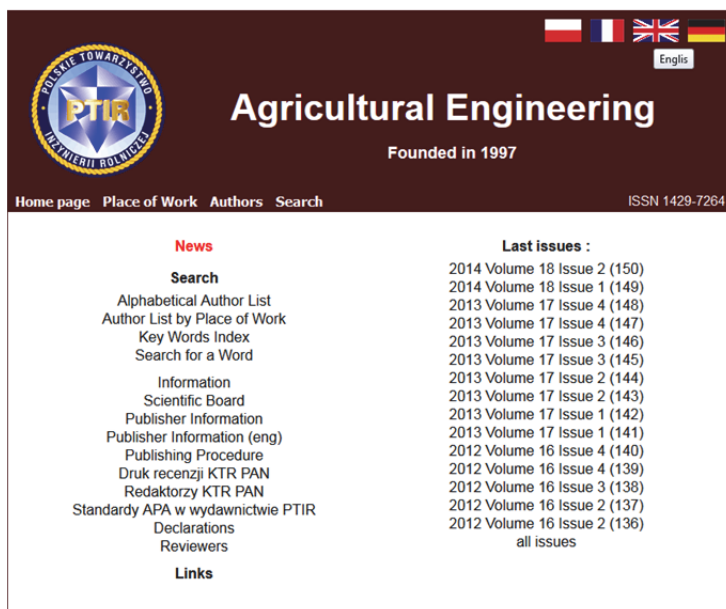 Englis
POLSKIE TOWARZYSTWO
PTIR
INŻYNIERII ROLNICZEJ
Agricultural Engineering
Founded in 1997
Home page Place of Work Authors Search
ISSN 1429-7264
News
Search
Alphabetical Author List
Author List by Place of Work
Key Words Index
Search for a Word
Information
Scientific Board
Publisher Information
Publisher Information (eng)
Publishing Procedure
Druk recenzji KTR PAN
Redaktorzy KTR PAN
Standardy APA w wydawnictwie PTIR
Declarations
Reviewers
Links
Last issues :
2014 Volume 18 Issue 2 (150)
2014 Volume 18 Issue 1 (149)
2013 Volume 17 Issue 4 (148)
2013 Volume 17 Issue 4 (147)
2013 Volume 17 Issue 3 (146)
2013 Volume 17 Issue 3 (145)
2013 Volume 17 Issue 2 (144)
2013 Volume 17 Issue 2 (143)
2013 Volume 17 Issue 1 (142)
2013 Volume 17 Issue 1 (141)
2012 Volume 16 Issue 4 (140)
2012 Volume 16 Issue 4 (139)
2012 Volume 16 Issue 3 (138)
2012 Volume 16 Issue 2 (137)
2012 Volume 16 Issue 2 (136)
all issues